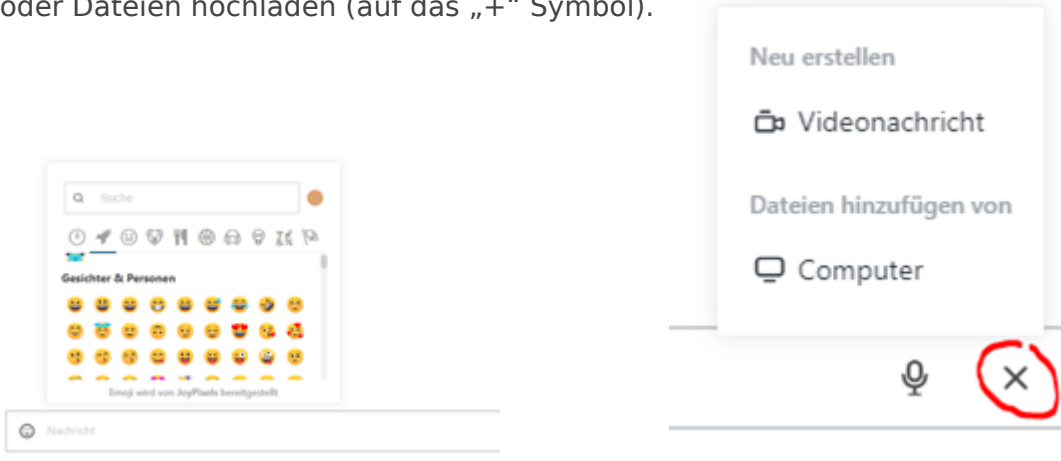 oder Dateien hochladen (auf das „+“ Symbol).
Suche
Gesichter & Personen
Emoji wird von JoyPixels bereitgestellt
Nachricht
Neu erstellen
Videonachricht
Dateien hinzufügen von
Computer